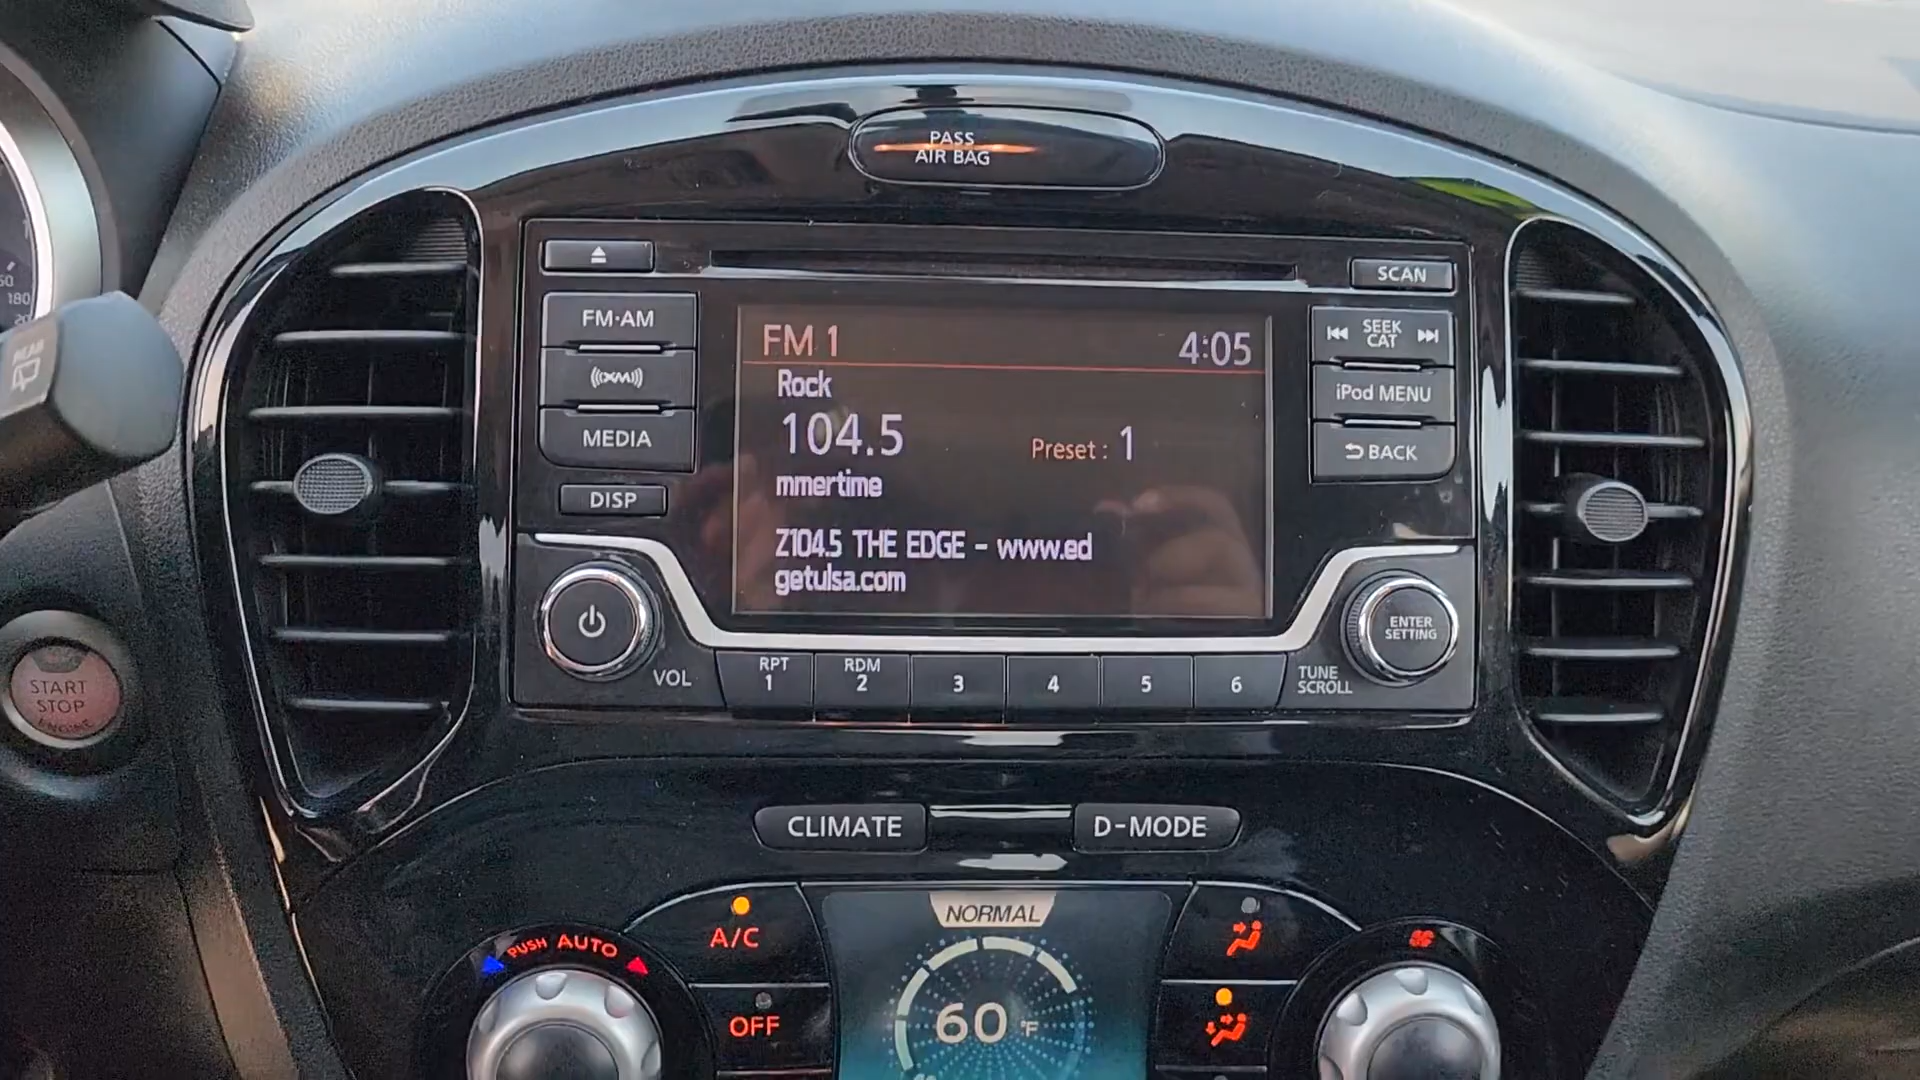 PASS
AIR BAG
SCAN
FM·AM
XM
MEDIA
DISP
FM 1
4:05
Rock
104.5
Preset : 1
mmertime
Z104.5 THE EDGE - www.ed
getulsa.com
SEEK
CAT
iPod MENU
BACK
ENTER
SETTING
VOL
RPT
1
RDM
2
3
4
5
6
TUNE
SCROLL
START
STOP
ENGINE
180
CLIMATE
D-MODE
PUSH AUTO
A/C
OFF
NORMAL
60 °F